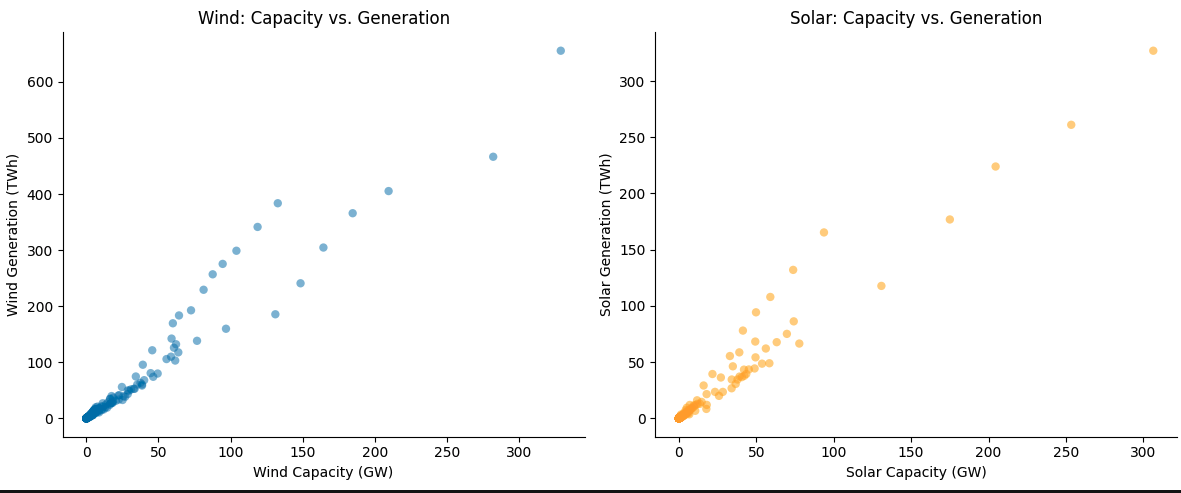 Wind: Capacity vs. Generation
Wind Generation (TWh)
600
500
400
300
200
100
0
0 50 100 150 200 250 300
Wind Capacity (GW)
Solar: Capacity vs. Generation
Solar Generation (TWh)
300
250
200
150
100
50
0
0 50 100 150 200 250 300
Solar Capacity (GW)